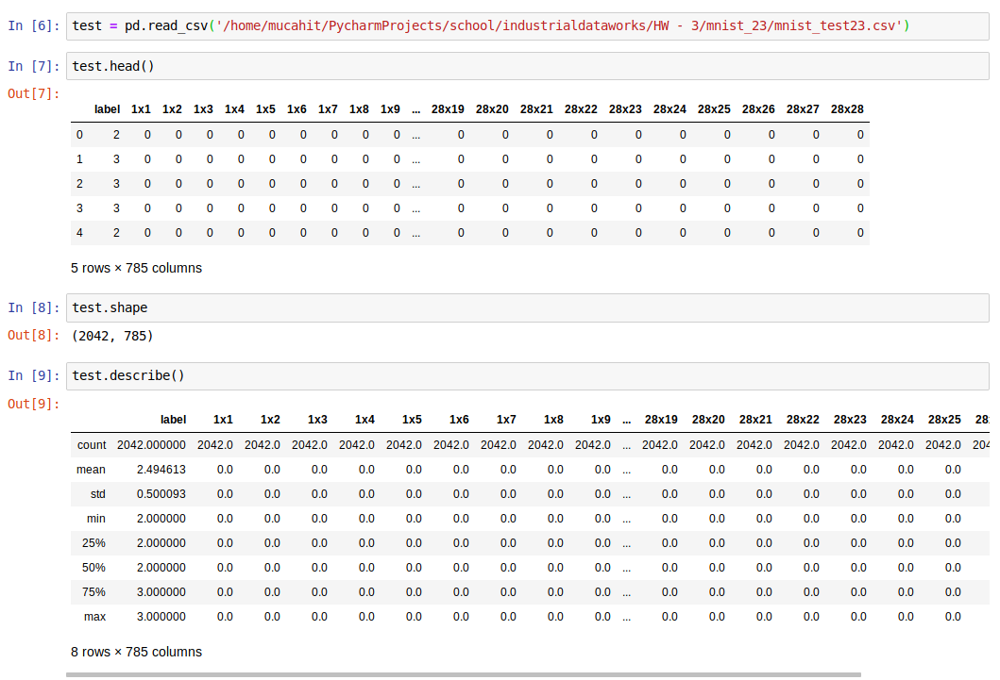 In [6]: test = pd.read_csv('/home/mucahit/PycharmProjects/school/industrialdataworks/HW - 3/mnist_23/mnist_test23.csv')
In [7]: test.head()
Out[7]:
label 1x1 1x2 1x3 1x4 1x5 1x6 1x7 1x8 1x9 ... 28x19 28x20 28x21 28x22 28x23 28x24 28x25 28x26 28x27 28x28
0 2 0 0 0 0 0 0 0 0 0 ... 0 0 0 0 0 0 0 0 0 0
1 3 0 0 0 0 0 0 0 0 0 ... 0 0 0 0 0 0 0 0 0 0
2 3 0 0 0 0 0 0 0 0 0 ... 0 0 0 0 0 0 0 0 0 0
3 3 0 0 0 0 0 0 0 0 0 ... 0 0 0 0 0 0 0 0 0 0
4 2 0 0 0 0 0 0 0 0 0 ... 0 0 0 0 0 0 0 0 0 0
5 rows × 785 columns
In [8]: test.shape
Out[8]: (2042, 785)
In [9]: test.describe()
Out[9]:
label 1x1 1x2 1x3 1x4 1x5 1x6 1x7 1x8 1x9 ... 28x19 28x20 28x21 28x22 28x23 28x24 28x25 28
count 2042.000000 2042.0 2042.0 2042.0 2042.0 2042.0 2042.0 2042.0 2042.0 2042.0 ... 2042.0 2042.0 2042.0 2042.0 2042.0 2042.0 2042.0 204
mean 2.494613 0.0 0.0 0.0 0.0 0.0 0.0 0.0 0.0 0.0 ... 0.0 0.0 0.0 0.0 0.0 0.0 0.0
std 0.500093 0.0 0.0 0.0 0.0 0.0 0.0 0.0 0.0 0.0 ... 0.0 0.0 0.0 0.0 0.0 0.0 0.0
min 2.000000 0.0 0.0 0.0 0.0 0.0 0.0 0.0 0.0 0.0 ... 0.0 0.0 0.0 0.0 0.0 0.0 0.0
25% 2.000000 0.0 0.0 0.0 0.0 0.0 0.0 0.0 0.0 0.0 ... 0.0 0.0 0.0 0.0 0.0 0.0 0.0
50% 2.000000 0.0 0.0 0.0 0.0 0.0 0.0 0.0 0.0 0.0 ... 0.0 0.0 0.0 0.0 0.0 0.0 0.0
75% 3.000000 0.0 0.0 0.0 0.0 0.0 0.0 0.0 0.0 0.0 ... 0.0 0.0 0.0 0.0 0.0 0.0 0.0
max 3.000000 0.0 0.0 0.0 0.0 0.0 0.0 0.0 0.0 0.0 ... 0.0 0.0 0.0 0.0 0.0 0.0 0.0
8 rows × 785 columns